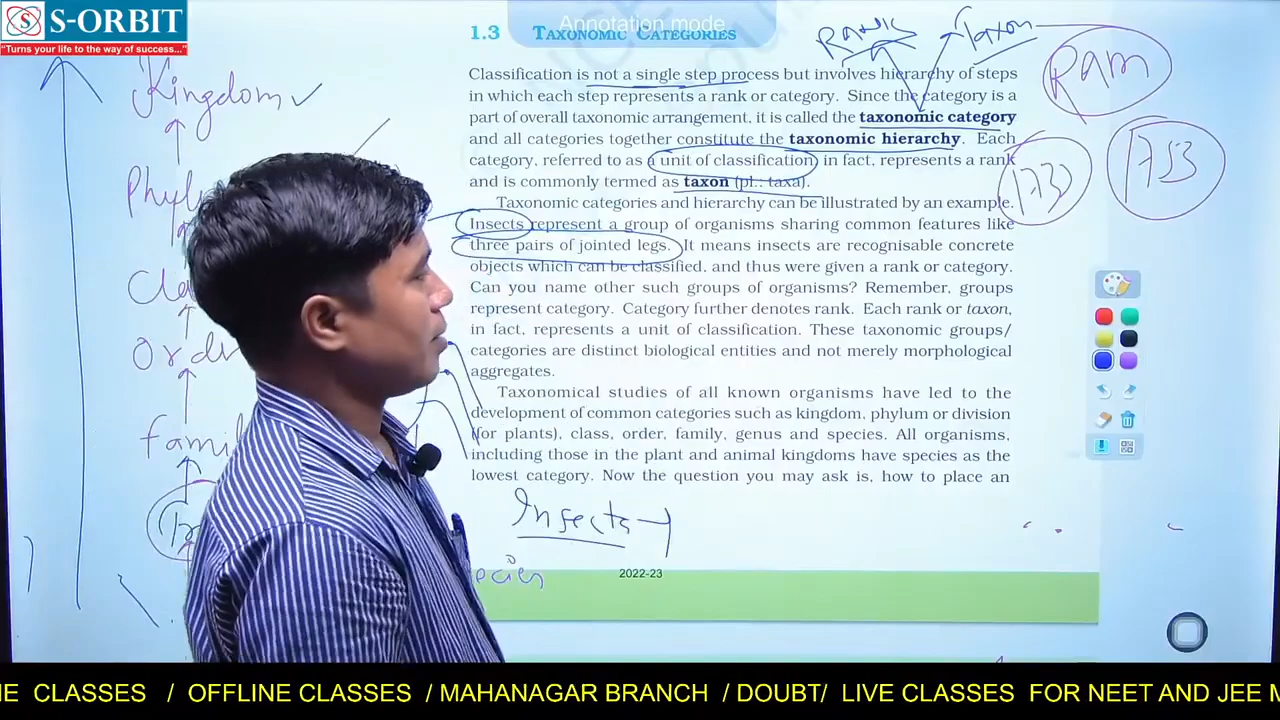 S-ORBIT
"Turns your life to the way of success..."
Annotation mode
1.3 TAXONOMIC CATEGORIES
Rank
Taxon
Ram
1753
Kingdom
Phyl
Cla
Ord
Famil
Classification is not a single step process but involves hierarchy of steps
in which each step represents a rank or category. Since the category is a
part of overall taxonomic arrangement, it is called the taxonomic category
and all categories together constitute the taxonomic hierarchy. Each
category, referred to as a unit of classification, in fact, represents a rank
and is commonly termed as taxon (pl.: taxa).
Taxonomic categories and hierarchy can be illustrated by an example.
Insects represent a group of organisms sharing common features like
three pairs of jointed legs. It means insects are recognisable concrete
objects which can be classified, and thus were given a rank or category.
Can you name other such groups of organisms? Remember, groups
represent category. Category further denotes rank. Each rank or taxon,
in fact, represents a unit of classification. These taxonomic groups/
categories are distinct biological entities and not merely morphological
aggregates.
Taxonomical studies of all known organisms have led to the
development of common categories such as kingdom, phylum or division
(for plants), class, order, family, genus and species. All organisms,
including those in the plant and animal kingdoms have species as the
lowest category. Now the question you may ask is, how to place an
Insects
pecies
2022-23
NE CLASSES / OFFLINE CLASSES / MAHANAGAR BRANCH / DOUBT/ LIVE CLASSES FOR NEET AND JEE M